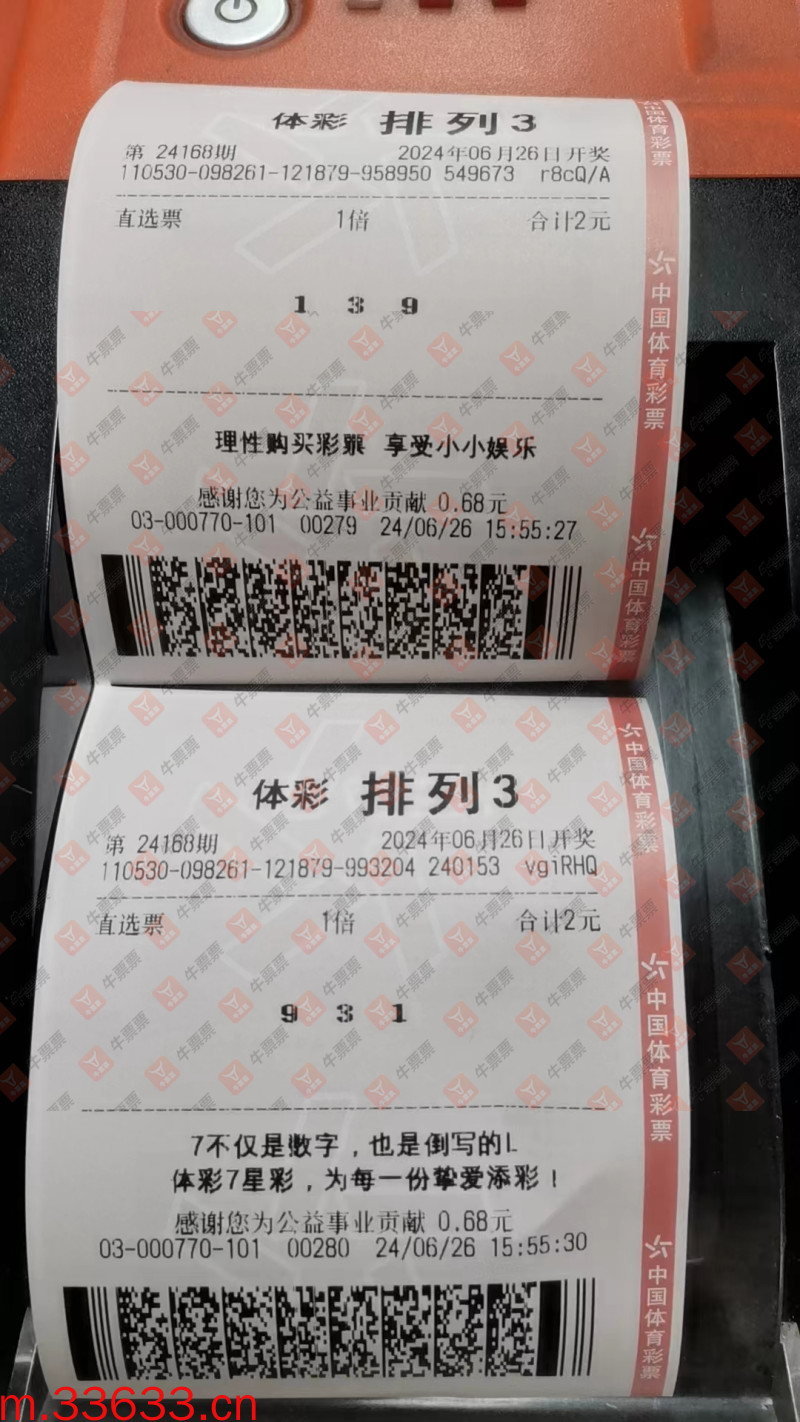 体彩 排列3
第 24168期 2024年06月26日开奖
110530-098261-121879-958950 549673 r8cQ/A
直选票 1倍 合计2元
1 3 9
理性购买彩票 享受小小娱乐
感谢您为公益事业贡献 0.68元
03-000770-101 00279 24/06/26 15:55:27
中国体育彩票
中国体育彩票
中国体育彩票
体彩 排列3
第 24168期 2024年06月26日开奖
110530-098261-121879-993204 240153 vgiRHQ
直选票 1倍 合计2元
9 3 1
7不仅是数字，也是倒写的L
体彩7星彩，为每一份挚爱添彩！
感谢您为公益事业贡献 0.68元
03-000770-101 00280 24/06/26 15:55:30
中国体育彩票
中国体育彩票
中国体育彩票
牛票票
m.33633.cn